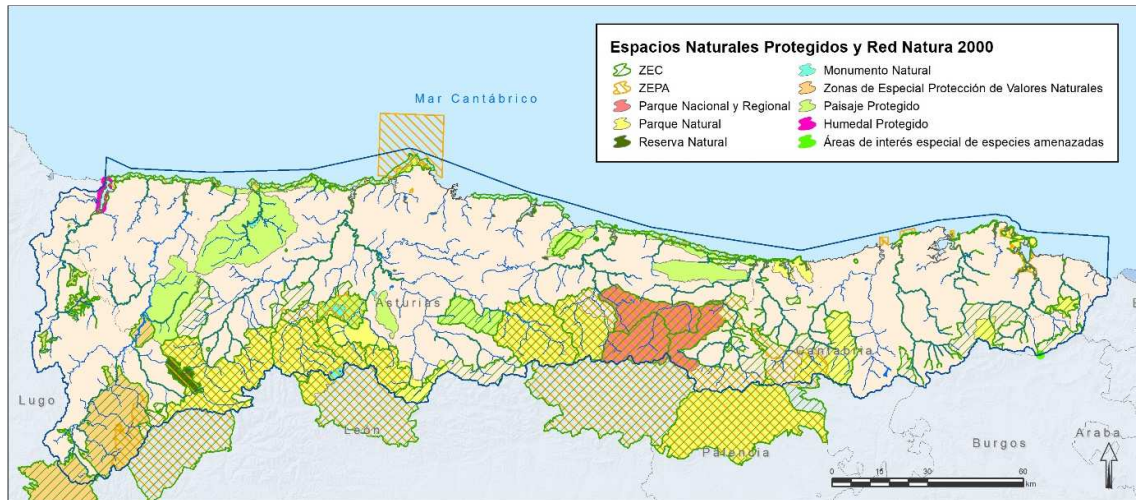 Espacios Naturales Protegidos y Red Natura 2000
ZEC
ZEPA
Parque Nacional y Regional
Parque Natural
Reserva Natural
Monumento Natural
Zonas de Especial Protección de Valores Naturales
Paisaje Protegido
Humedal Protegido
Áreas de interés especial de especies amenazadas
Mar Cantábrico
Asturias
Cantabria
Lugo
León
Palencia
Burgos
Araba
0 15 30 60
km